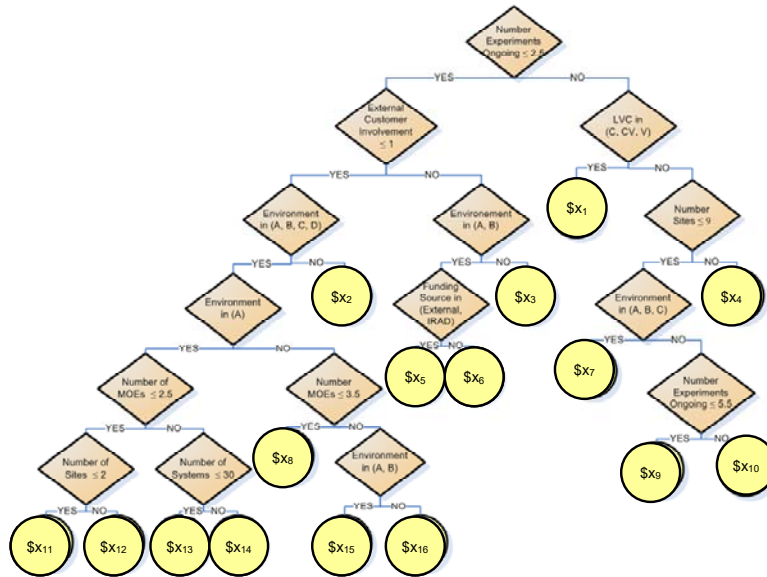 Number
Experiments
Ongoing ≤ 2.5
YES
NO
External
Customer
Involvement
≤ 1
LVC in
(C, CV, V)
YES
NO
YES
NO
$x₁
Environment
in (A, B, C, D)
Environement
in (A, B)
Number
Sites ≤ 9
YES
NO
YES
NO
YES
NO
$x₂
Funding
Source in
(External,
IRAD)
$x₃
$x₄
Environment
in (A)
Environment
in (A, B, C)
YES
NO
YES
NO
YES
NO
$x₅
$x₆
$x₇
Number of
MOEs ≤ 2.5
Number
MOEs ≤ 3.5
Number
Experiments
Ongoing ≤ 5.5
YES
NO
YES
NO
YES
NO
$x₈
$x₉
$x₁₀
Number of
Sites ≤ 2
Number of
Systems ≤ 30
Environment
in (A, B)
YES
NO
YES
NO
YES
NO
$x₁₁
$x₁₂
$x₁₃
$x₁₄
$x₁₅
$x₁₆